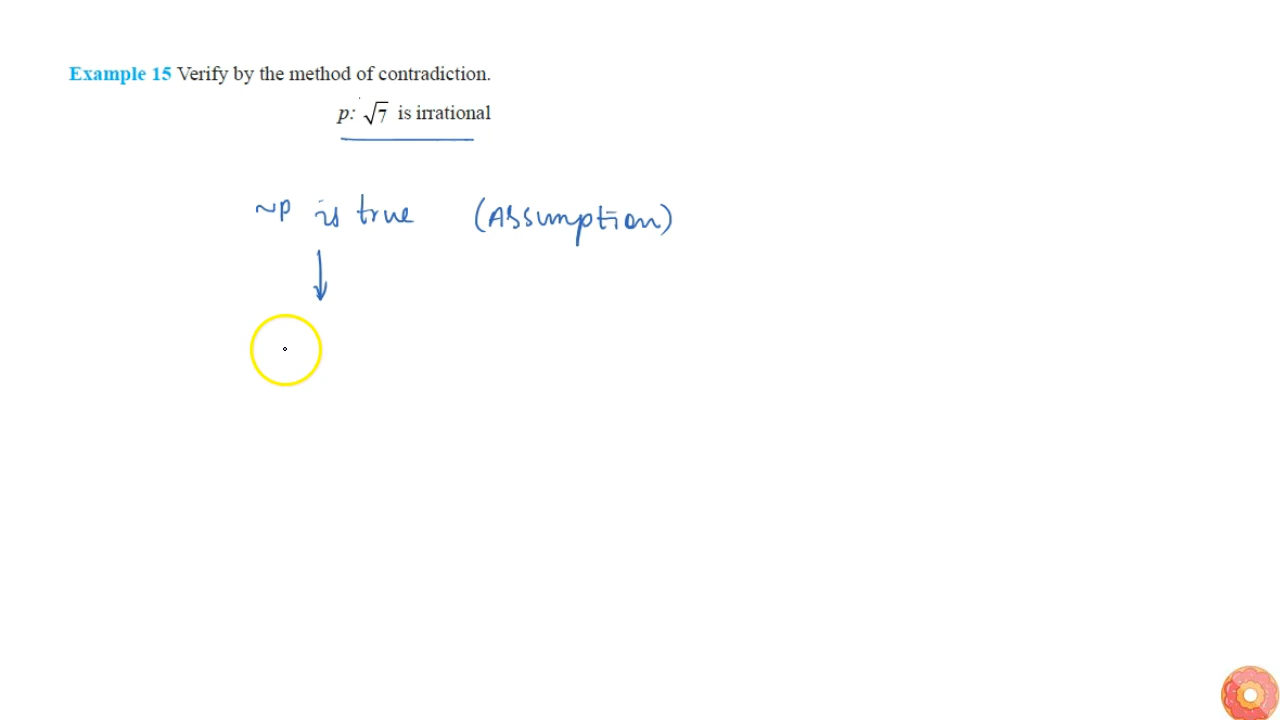 Example 15 Verify by the method of contradiction.
p: √7 is irrational
~p is true (Assumption)